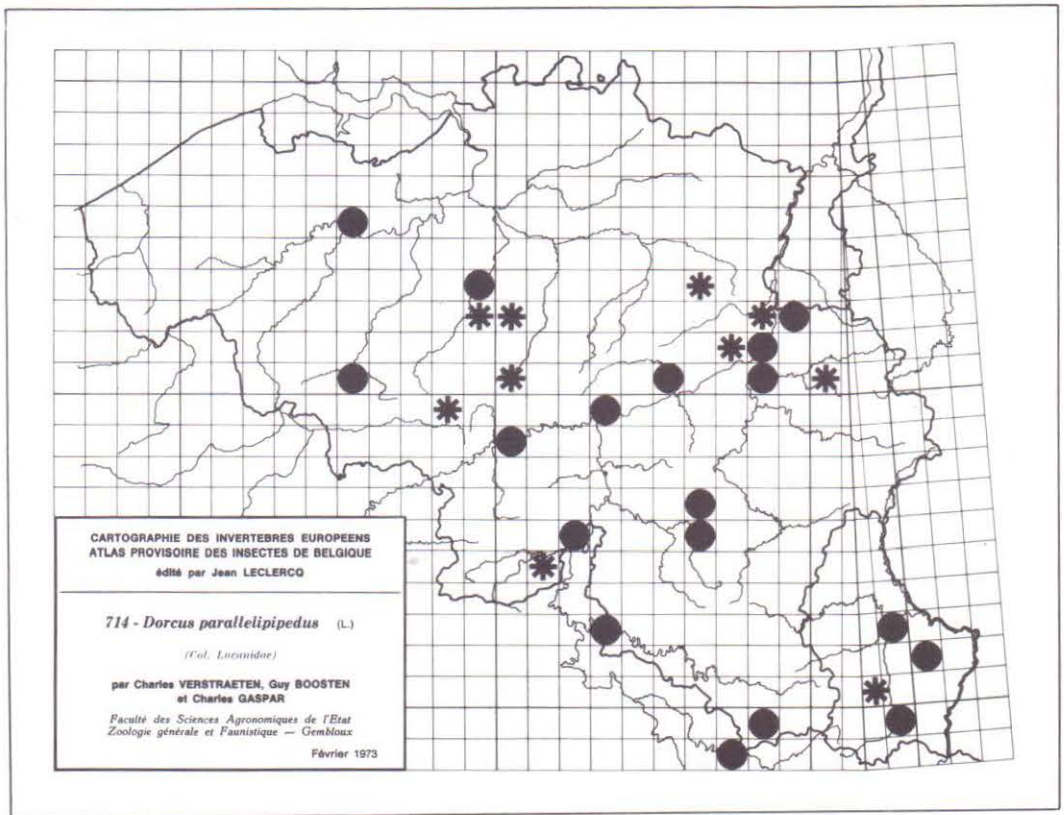 CARTOGRAPHIE DES INVERTEBRES EUROPEENS
ATLAS PROVISOIRE DES INSECTES DE BELGIQUE
édité par Jean LECLERCQ
714 - Dorcus parallelipipedus (L.)
(Col. Lucanidae)
par Charles VERSTRAETEN, Guy BOOSTEN
et Charles GASPAR
Faculté des Sciences Agronomiques de l'Etat
Zoologie générale et Faunistique — Gembloux
Février 1973